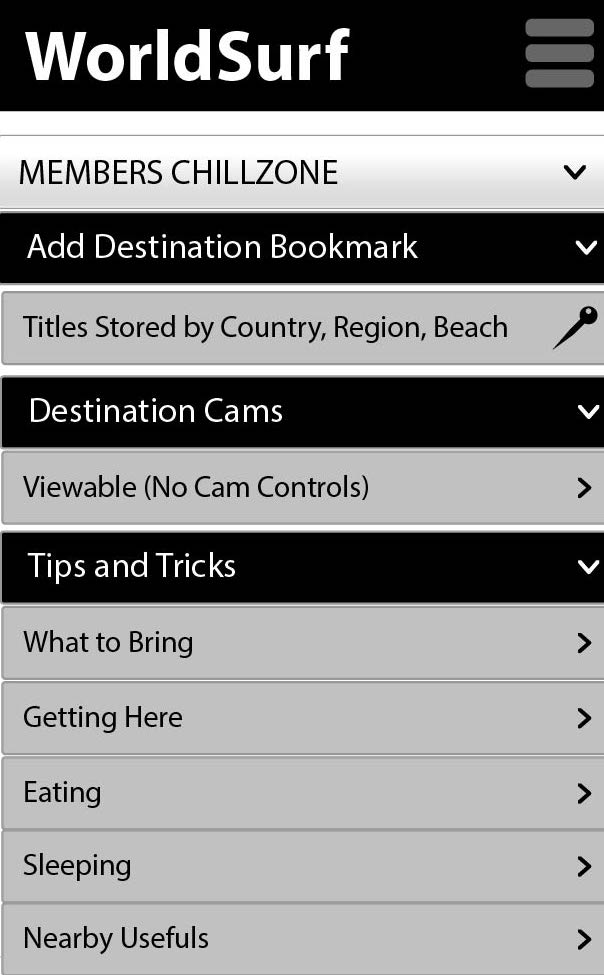 WorldSurf
MEMBERS CHILLZONE
Add Destination Bookmark
Titles Stored by Country, Region, Beach
Destination Cams
Viewable (No Cam Controls)
Tips and Tricks
What to Bring
Getting Here
Eating
Sleeping
Nearby Usefuls